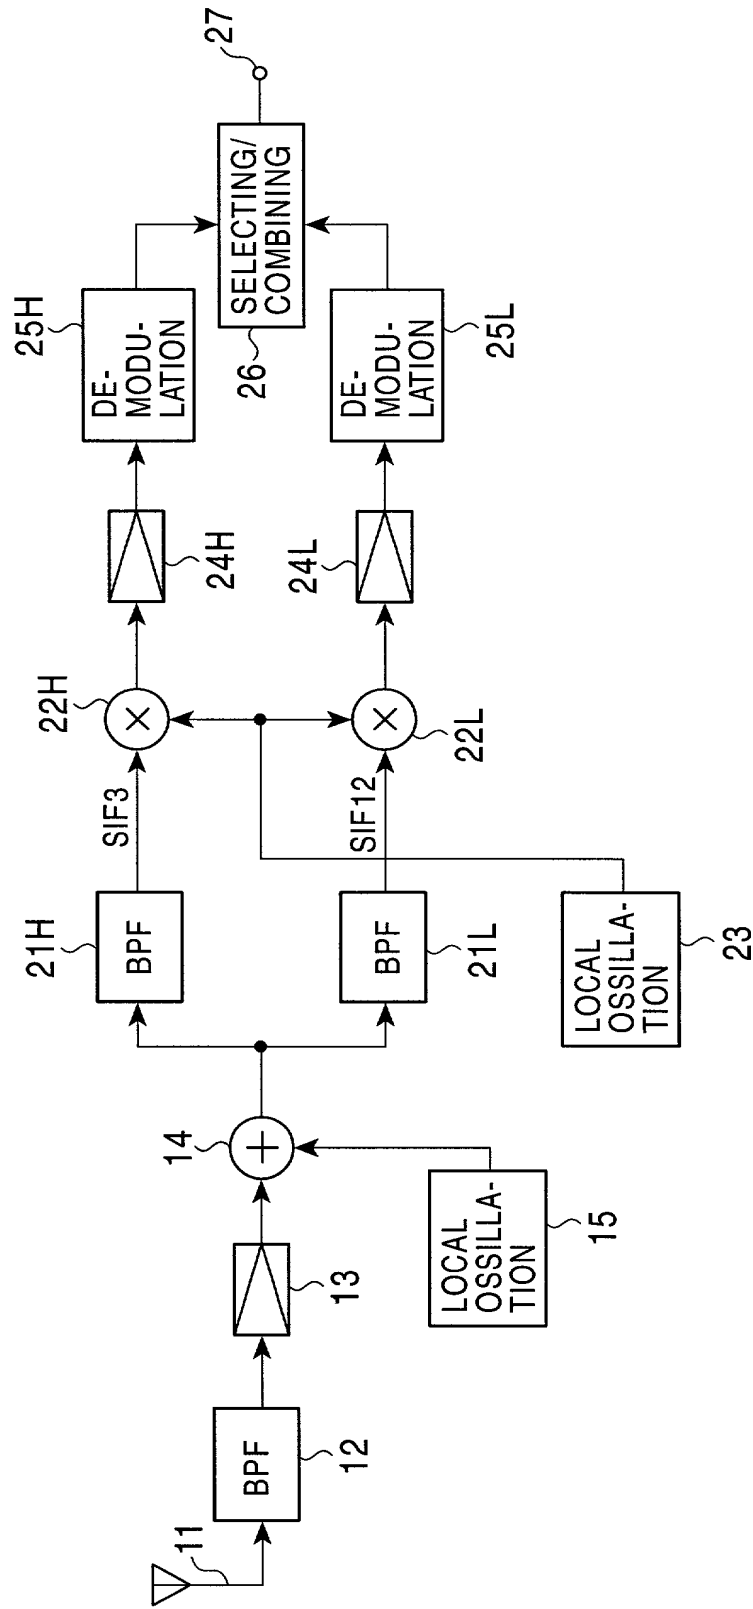 11
BPF
12
13
14
LOCAL
OSSILLA-
TION
15
21H
BPF
SIF3
22H
24H
25H
DE-
MODU-
LATION
BPF
21L
SIF12
22L
24L
DE-
MODU-
LATION
25L
LOCAL
OSSILLA-
TION
23
SELECTING/
COMBINING
26
27